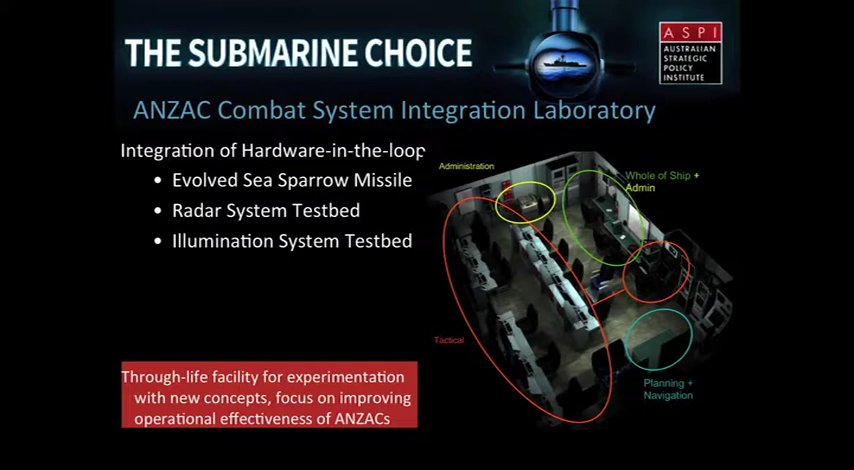 THE SUBMARINE CHOICE
ASPI
AUSTRALIAN
STRATEGIC
POLICY
INSTITUTE
ANZAC Combat System Integration Laboratory
Integration of Hardware-in-the-loop
• Evolved Sea Sparrow Missile
• Radar System Testbed
• Illumination System Testbed
Administration
Whole of Ship +
Admin
Tactical
Planning +
Navigation
Through-life facility for experimentation
with new concepts, focus on improving
operational effectiveness of ANZACs